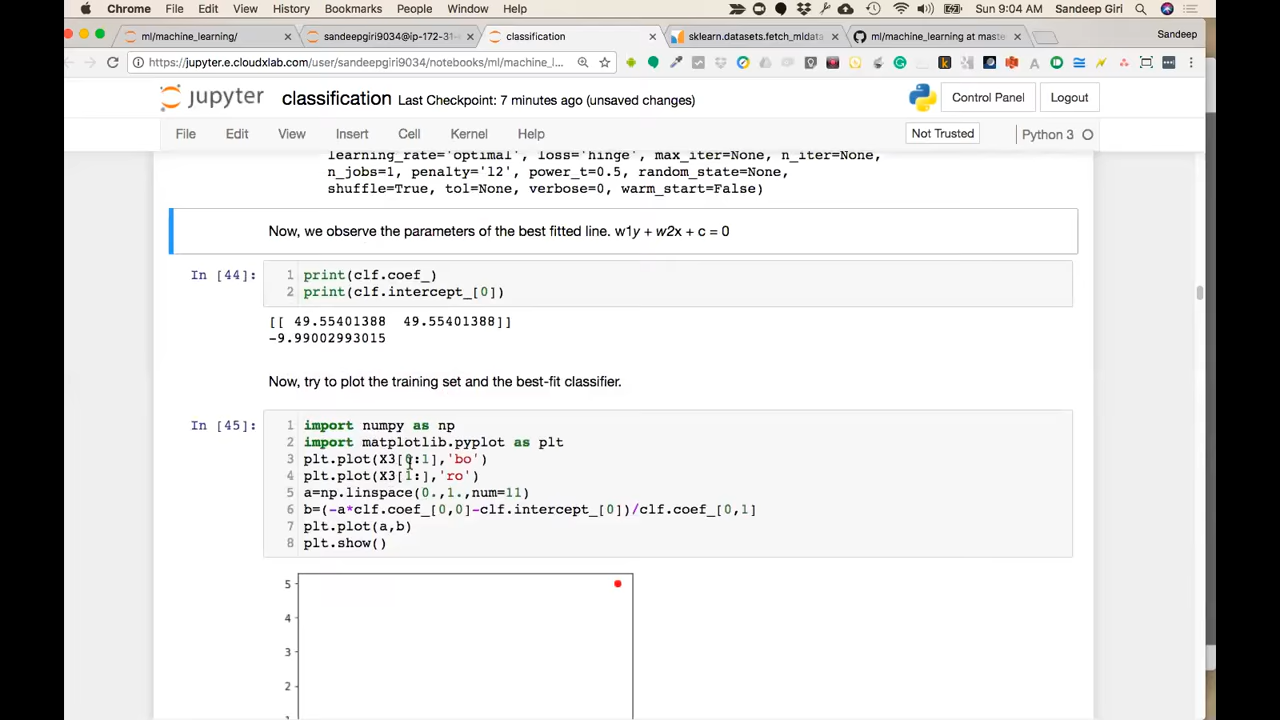 Chrome File Edit View History Bookmarks People Window Help Sun 9:04 AM Sandeep Giri
ml/machine_learning/ sandeepgiri9034@ip-172-31- classification sklearn.datasets.fetch_mldata ml/machine_learning at mast Sandeep
https://jupyter.e.cloudxlab.com/user/sandeepgiri9034/notebooks/ml/machine_l...
jupyter classification Last Checkpoint: 7 minutes ago (unsaved changes) Control Panel Logout
File Edit View Insert Cell Kernel Help Not Trusted Python 3
learning_rate='optimal', loss='hinge', max_iter=None, n_iter=None,
n_jobs=1, penalty='l2', power_t=0.5, random_state=None,
shuffle=True, tol=None, verbose=0, warm_start=False)
Now, we observe the parameters of the best fitted line. w1y + w2x + c = 0
In [44]: 1 print(clf.coef_)
2 print(clf.intercept_[0])
[[ 49.55401388 49.55401388]]
-9.99002993015
Now, try to plot the training set and the best-fit classifier.
In [45]: 1 import numpy as np
2 import matplotlib.pyplot as plt
3 plt.plot(X3[0:1],'bo')
4 plt.plot(X3[1:],'ro')
5 a=np.linspace(0.,1.,num=11)
6 b=(-a*clf.coef_[0,0]-clf.intercept_[0])/clf.coef_[0,1]
7 plt.plot(a,b)
8 plt.show()
5
4
3
2